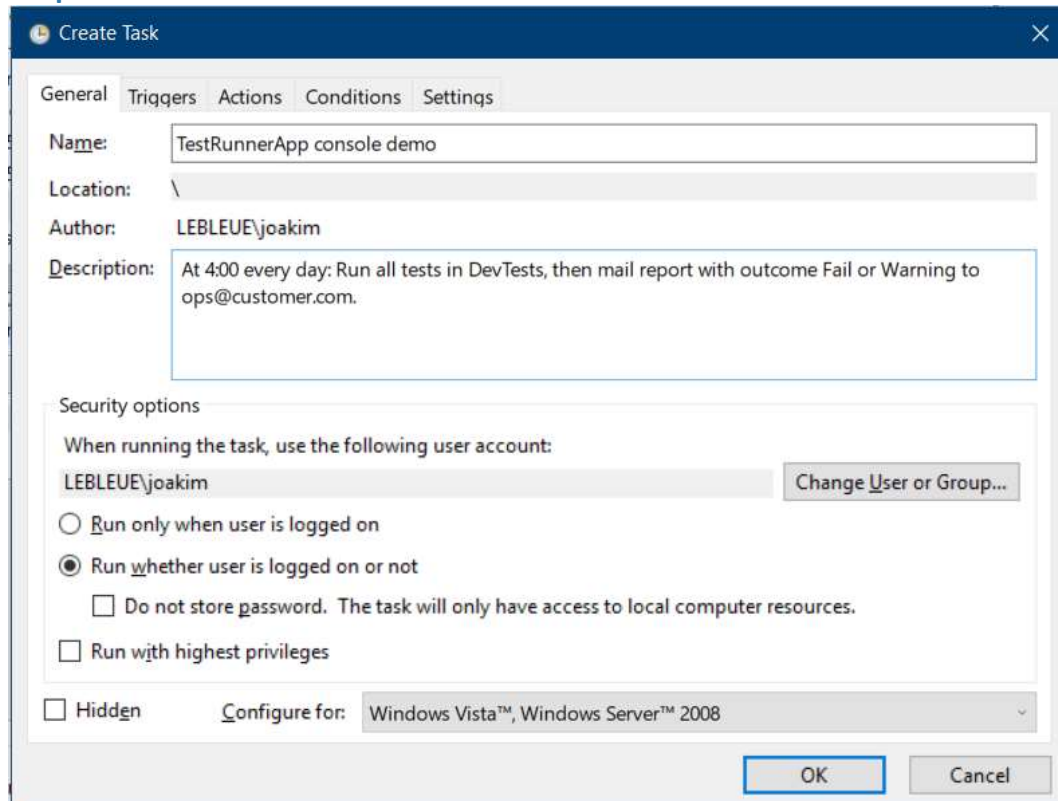 Create Task
General Triggers Actions Conditions Settings
Name: TestRunnerApp console demo
Location: \
Author: LEBLEUE\joakim
Description: At 4:00 every day: Run all tests in DevTests, then mail report with outcome Fail or Warning to
ops@customer.com.
Security options
When running the task, use the following user account:
LEBLEUE\joakim Change User or Group...
Run only when user is logged on
Run whether user is logged on or not
Do not store password. The task will only have access to local computer resources.
Run with highest privileges
Hidden Configure for: Windows Vista™, Windows Server™ 2008
OK Cancel